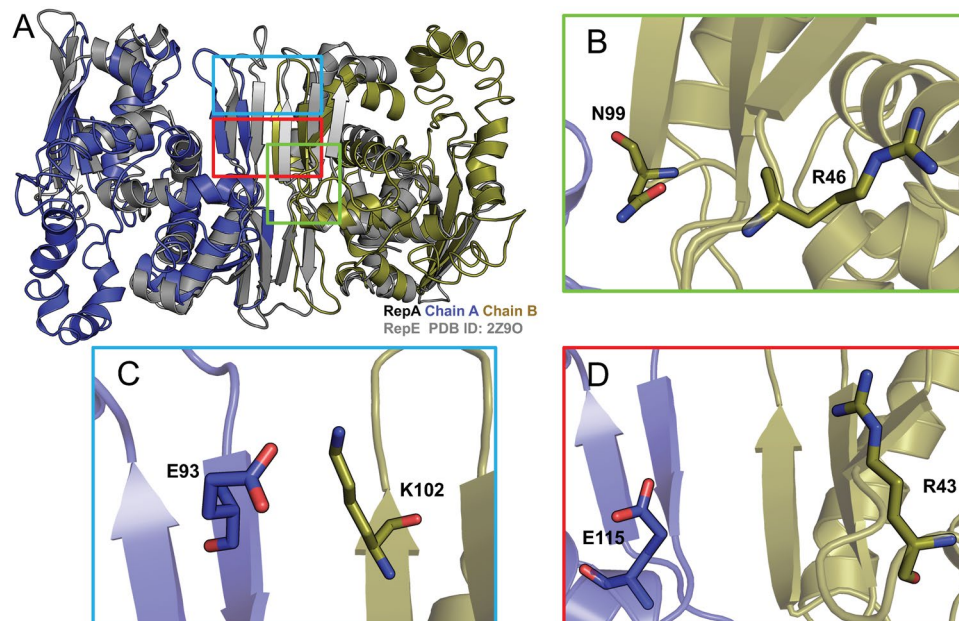 A
RepA Chain A Chain B
RepE PDB ID: 2Z9O
B
N99
R46
C
E93
K102
D
R43
E115